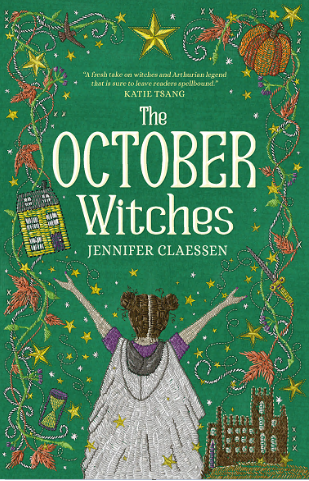 "A fresh take on witches and Arthurian legend
that is sure to leave readers spellbound."
KATIE TSANG
The
OCTOBER
Witches
JENNIFER CLAESSEN